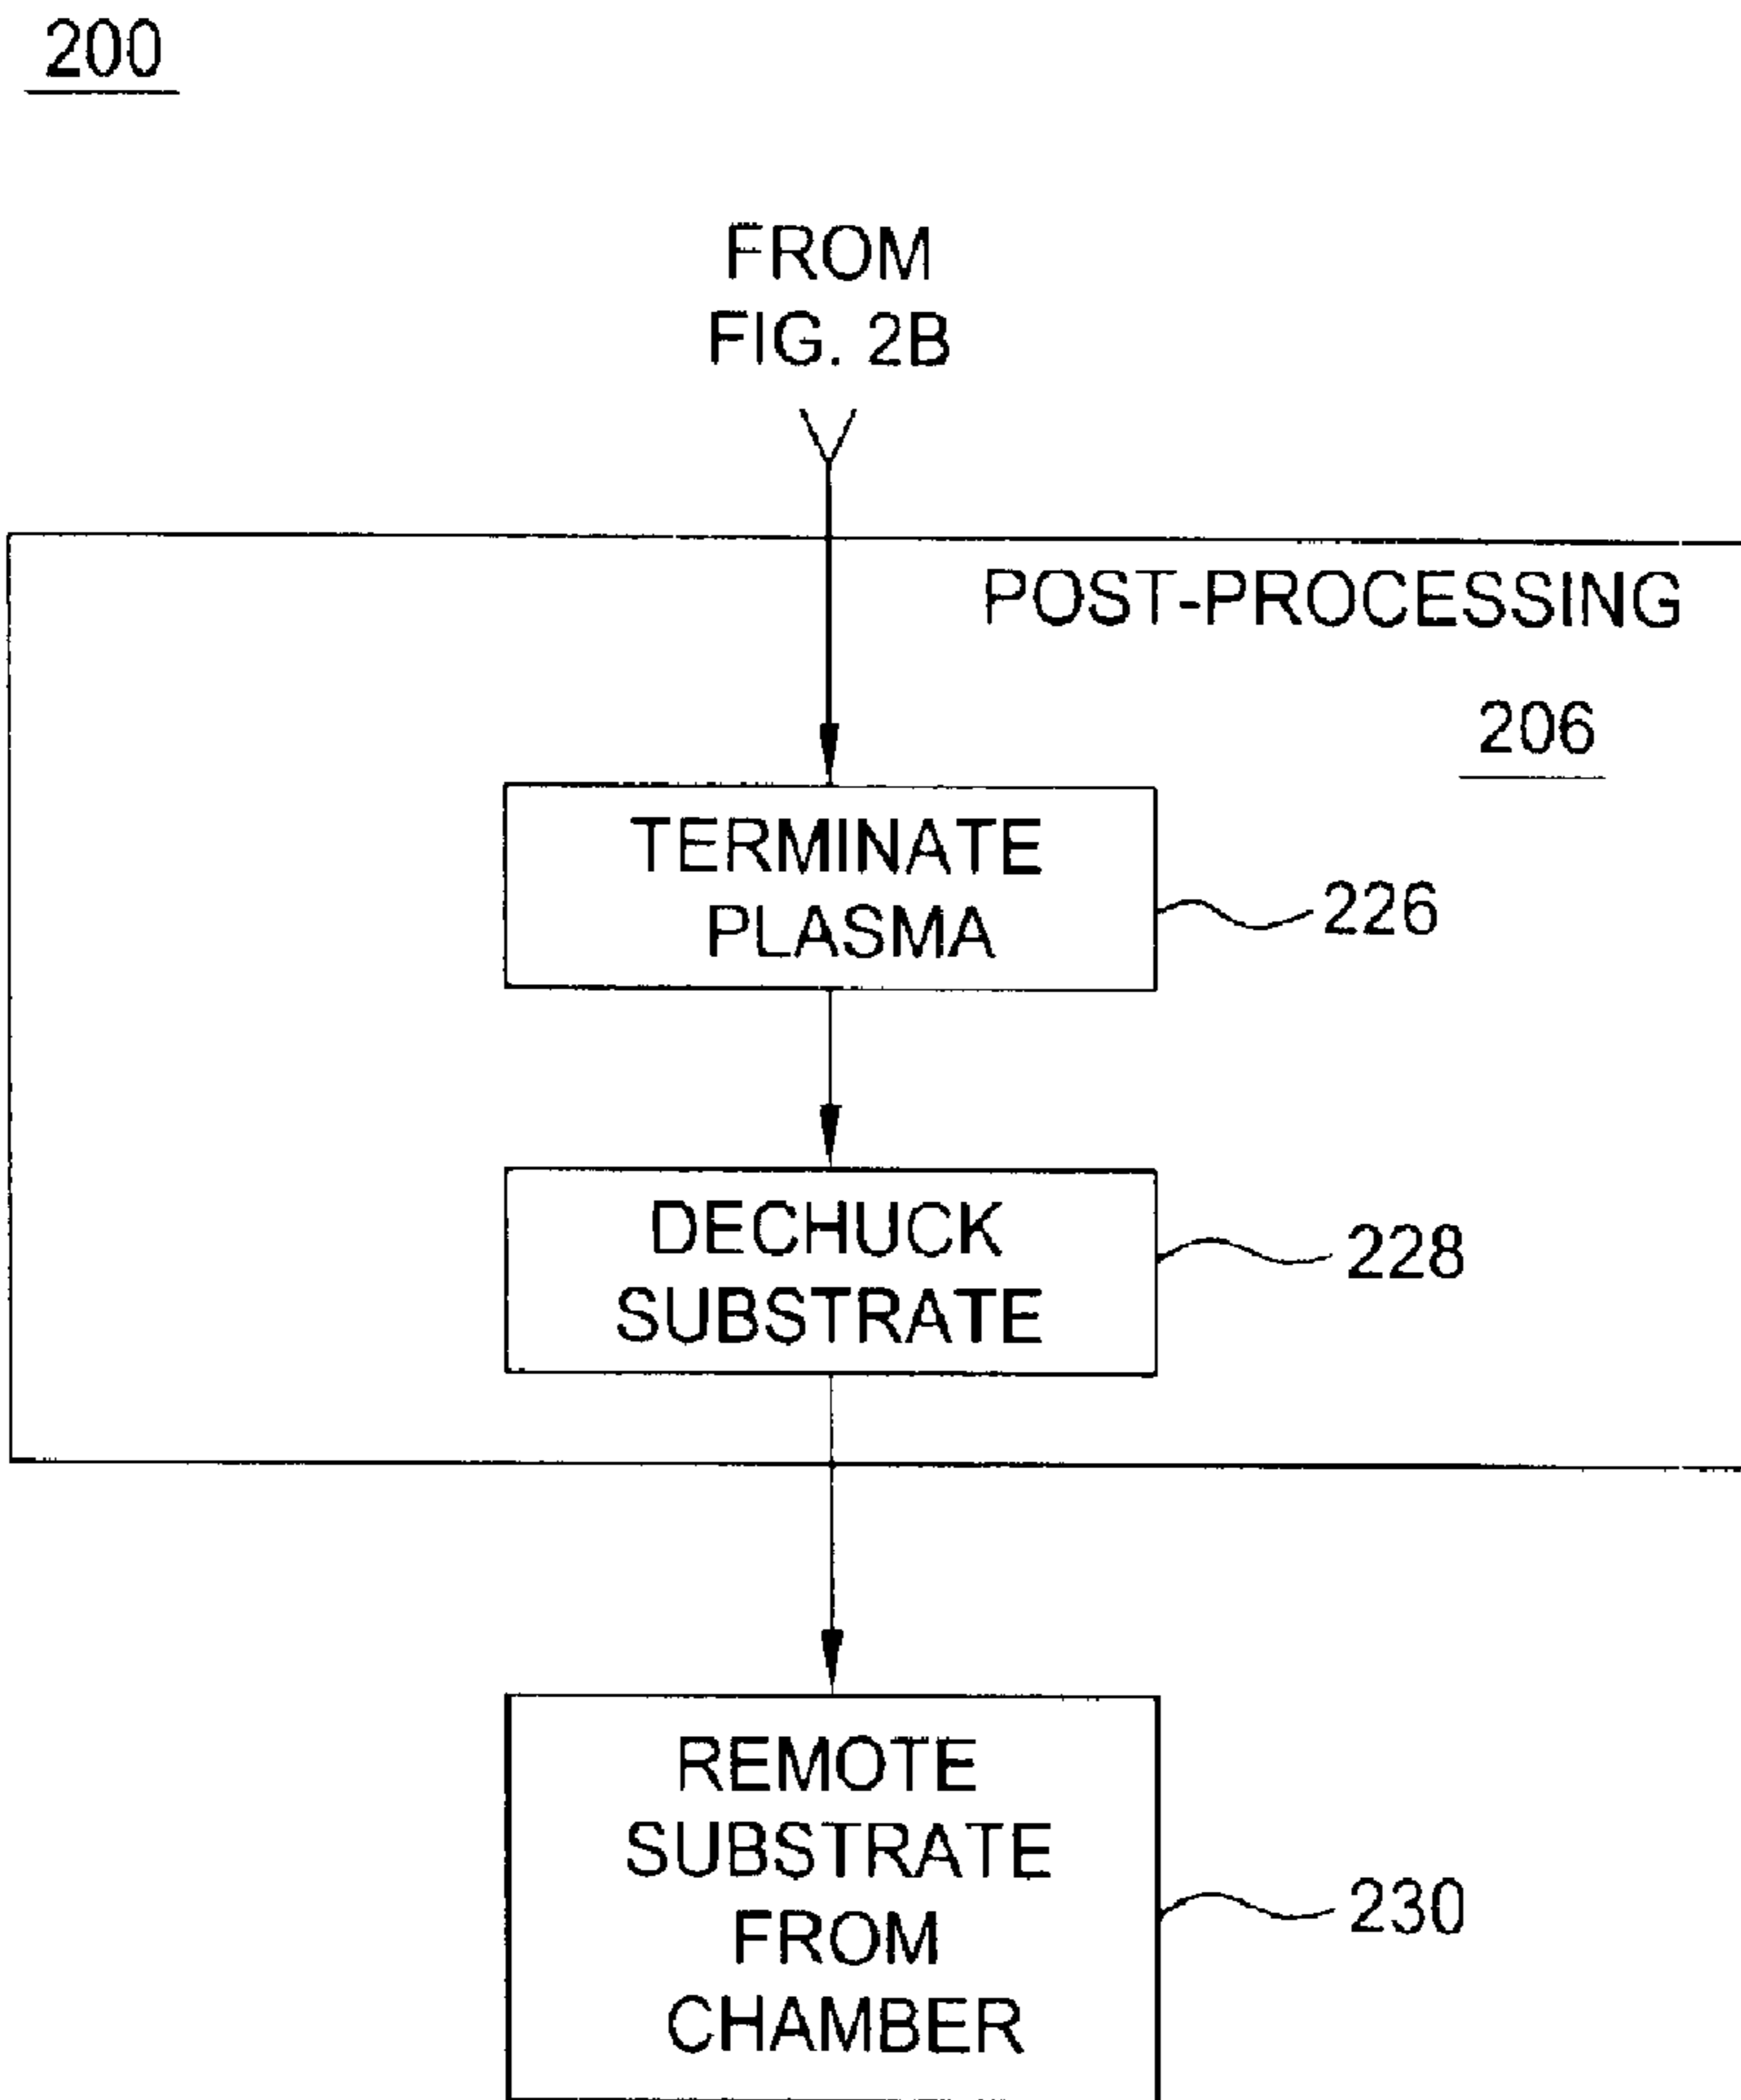 200
FROM
FIG. 2B
POST-PROCESSING
206
TERMINATE
PLASMA
226
DECHUCK
SUBSTRATE
228
REMOTE
SUBSTRATE
FROM
CHAMBER
230